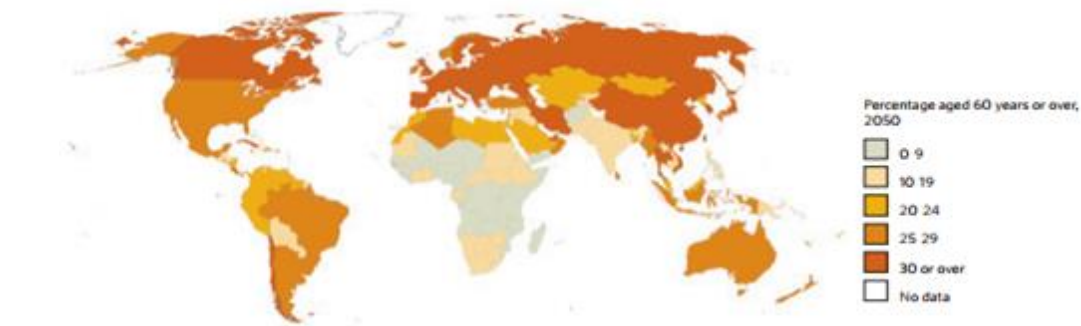 Percentage aged 60 years or over,
2050
0 9
10 19
20 24
25 29
30 or over
No data